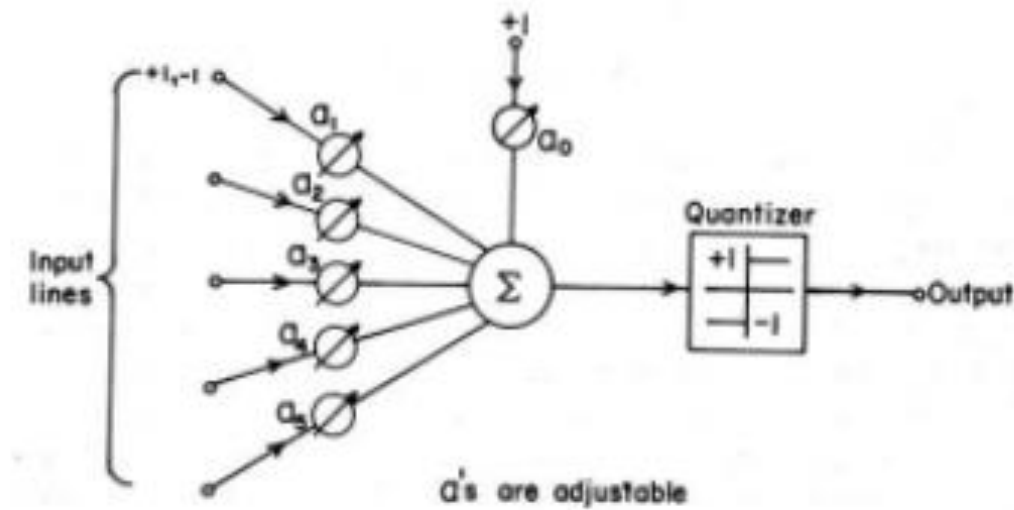 +1
+1,-1
a₁
a₀
a₂
Quantizer
a₃
+1
Input
lines
Σ
Output
-1
a₄
a₅
a's are adjustable